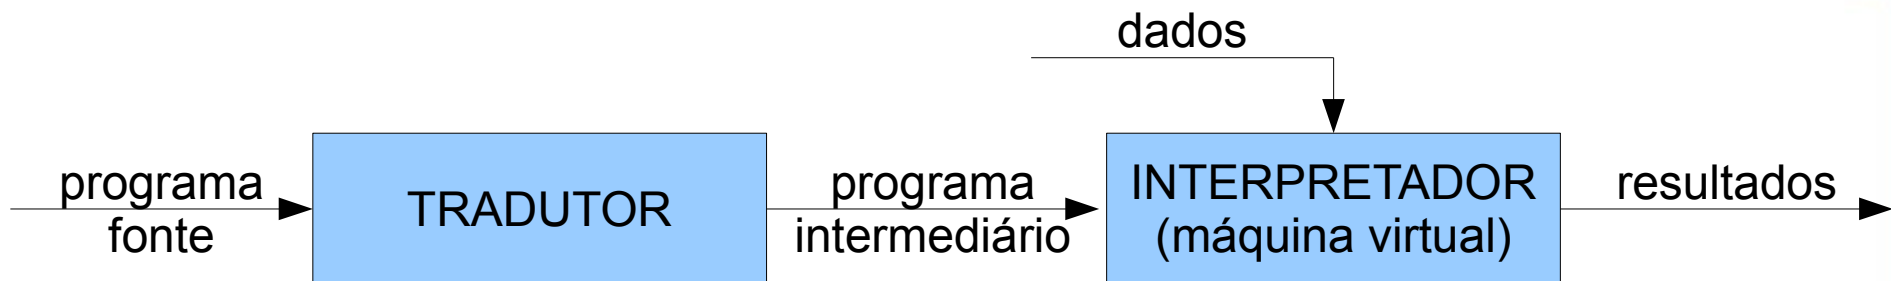 dados
programa
fonte
TRADUTOR
programa
intermediário
INTERPRETADOR
(máquina virtual)
resultados